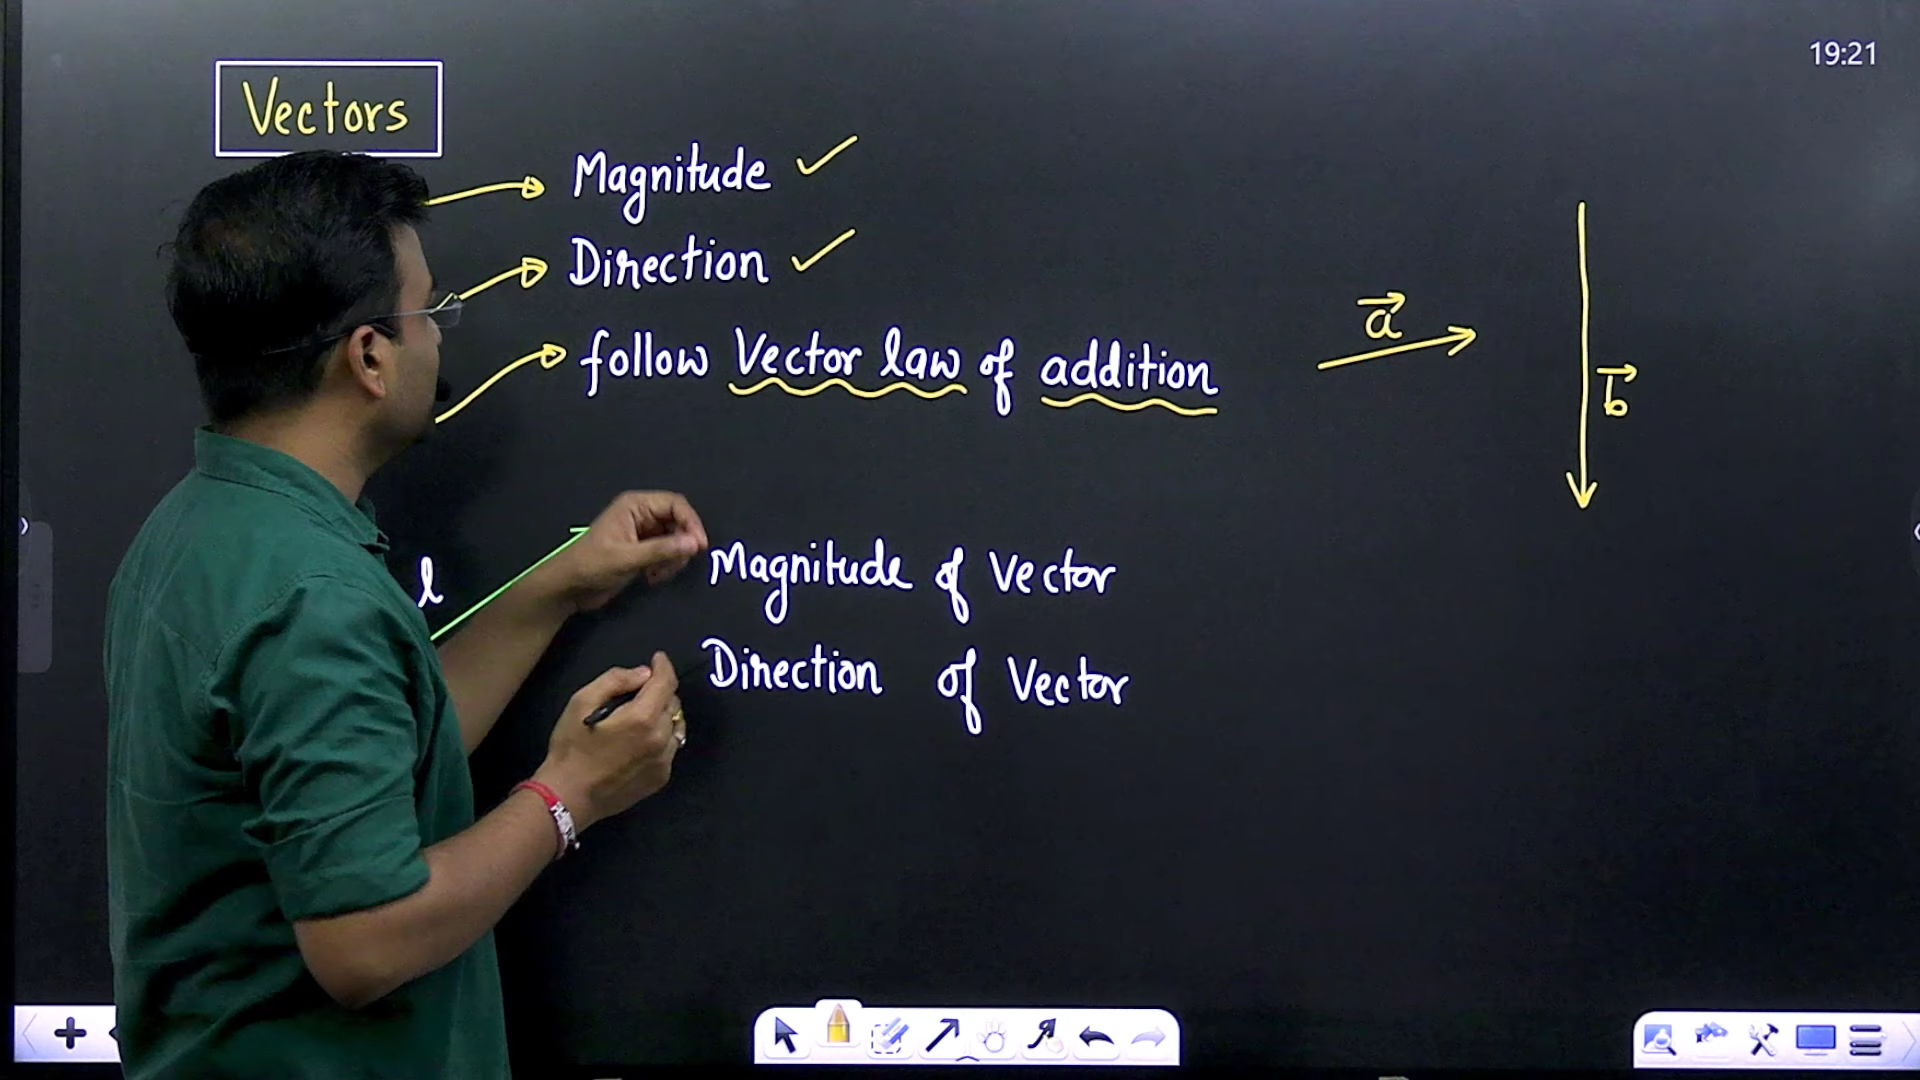 19:21
Vectors
Magnitude
Direction
follow Vector law of addition
a
b
l
Magnitude of Vector
Direction of Vector